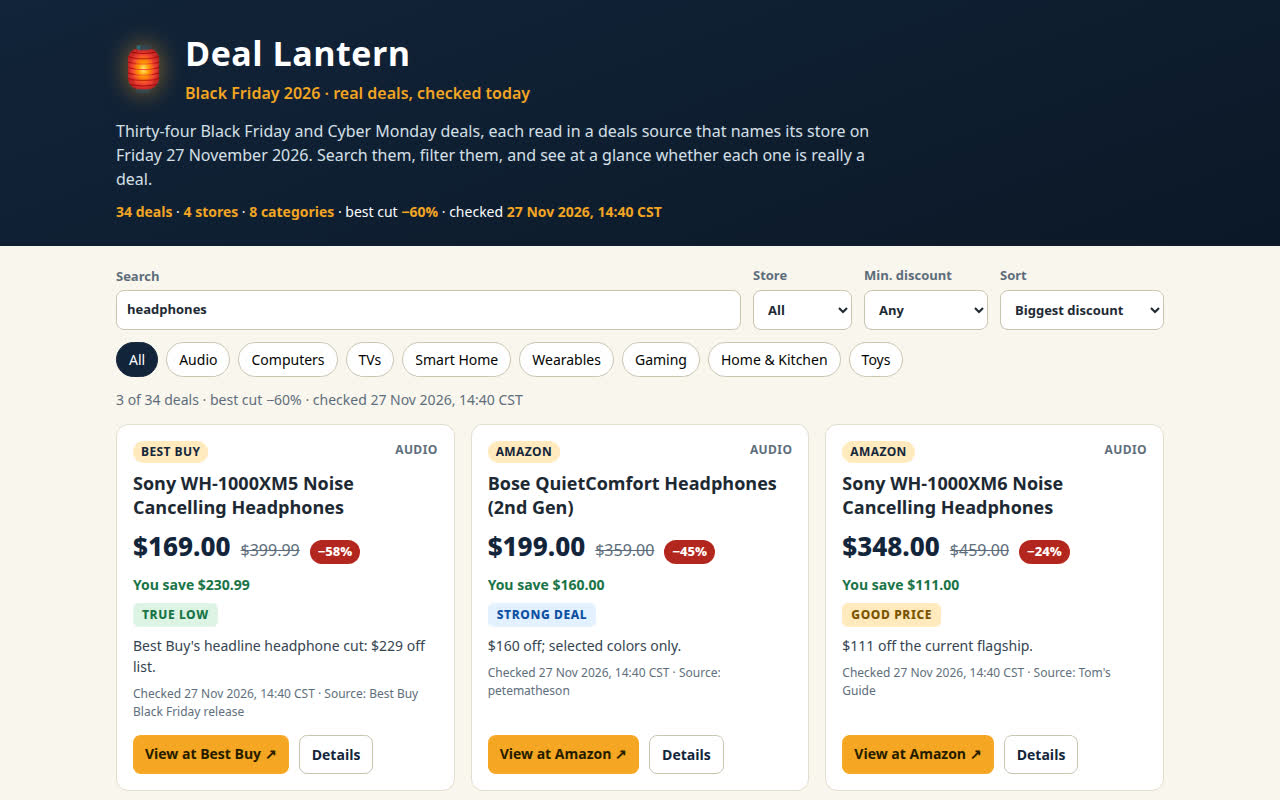 Deal Lantern
Black Friday 2026 · real deals, checked today
Thirty-four Black Friday and Cyber Monday deals, each read in a deals source that names its store on
Friday 27 November 2026. Search them, filter them, and see at a glance whether each one is really a
deal.
34 deals · 4 stores · 8 categories · best cut −60% · checked 27 Nov 2026, 14:40 CST
Search
Store
Min. discount
Sort
headphones
All
Any
Biggest discount
All
Audio
Computers
TVs
Smart Home
Wearables
Gaming
Home & Kitchen
Toys
3 of 34 deals · best cut −60% · checked 27 Nov 2026, 14:40 CST
BEST BUY
AUDIO
Sony WH-1000XM5 Noise
Cancelling Headphones
$169.00 $399.99 −58%
You save $230.99
TRUE LOW
Best Buy's headline headphone cut: $229 off
list.
Checked 27 Nov 2026, 14:40 CST · Source: Best Buy
Black Friday release
View at Best Buy ↗
Details
AMAZON
AUDIO
Bose QuietComfort Headphones
(2nd Gen)
$199.00 $359.00 −45%
You save $160.00
STRONG DEAL
$160 off; selected colors only.
Checked 27 Nov 2026, 14:40 CST · Source:
petematheson
View at Amazon ↗
Details
AMAZON
AUDIO
Sony WH-1000XM6 Noise
Cancelling Headphones
$348.00 $459.00 −24%
You save $111.00
GOOD PRICE
$111 off the current flagship.
Checked 27 Nov 2026, 14:40 CST · Source: Tom's
Guide
View at Amazon ↗
Details